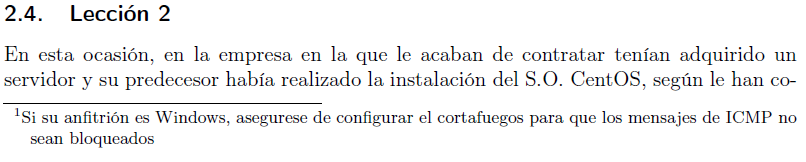 2.4. Lección 2
En esta ocasión, en la empresa en la que le acaban de contratar tenían adquirido un
servidor y su predecesor había realizado la instalación del S.O. CentOS, según le han co-
1Si su anfitrión es Windows, asegurese de configurar el cortafuegos para que los mensajes de ICMP no
sean bloqueados